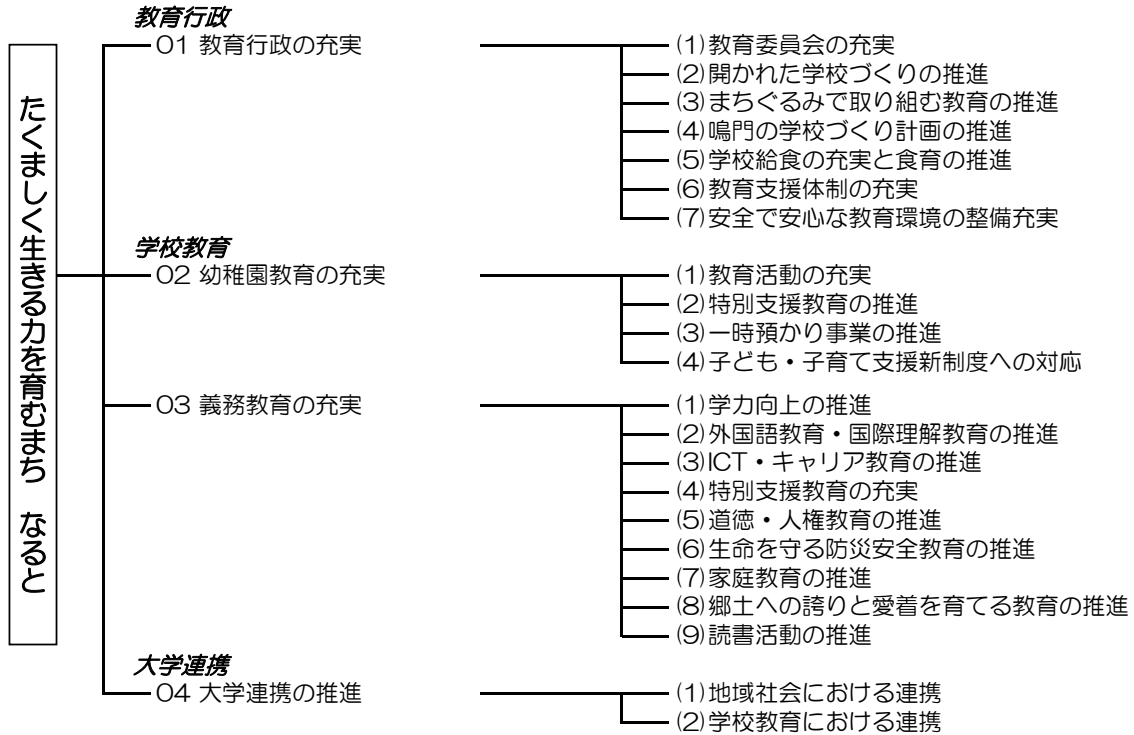 たくましく生きる力を育むまち なると
教育行政
01 教育行政の充実
(1)教育委員会の充実
(2)開かれた学校づくりの推進
(3)まちぐるみで取り組む教育の推進
(4)鳴門の学校づくり計画の推進
(5)学校給食の充実と食育の推進
(6)教育支援体制の充実
(7)安全で安心な教育環境の整備充実
学校教育
02 幼稚園教育の充実
(1)教育活動の充実
(2)特別支援教育の推進
(3)一時預かり事業の推進
(4)子ども・子育て支援新制度への対応
03 義務教育の充実
(1)学力向上の推進
(2)外国語教育・国際理解教育の推進
(3)ICT・キャリア教育の推進
(4)特別支援教育の充実
(5)道徳・人権教育の推進
(6)生命を守る防災安全教育の推進
(7)家庭教育の推進
(8)郷土への誇りと愛着を育てる教育の推進
(9)読書活動の推進
大学連携
04 大学連携の推進
(1)地域社会における連携
(2)学校教育における連携